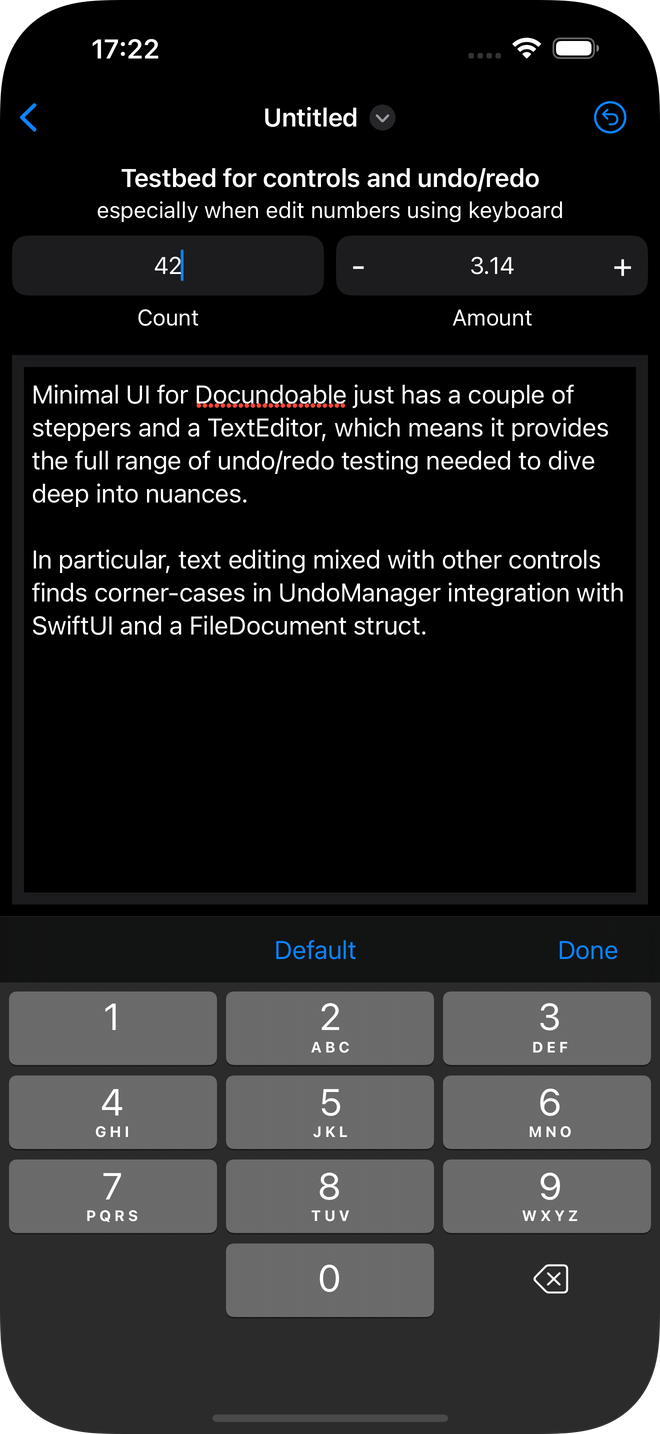 17:22
Untitled
Testbed for controls and undo/redo
especially when edit numbers using keyboard
42
- 3.14 +
Count
Amount
Minimal UI for Docundoable just has a couple of
steppers and a TextEditor, which means it provides
the full range of undo/redo testing needed to dive
deep into nuances.
In particular, text editing mixed with other controls
finds corner-cases in UndoManager integration with
SwiftUI and a FileDocument struct.
Default
Done
1
2
ABC
3
DEF
4
GHI
5
JKL
6
MNO
7
PQRS
8
TUV
9
WXYZ
0